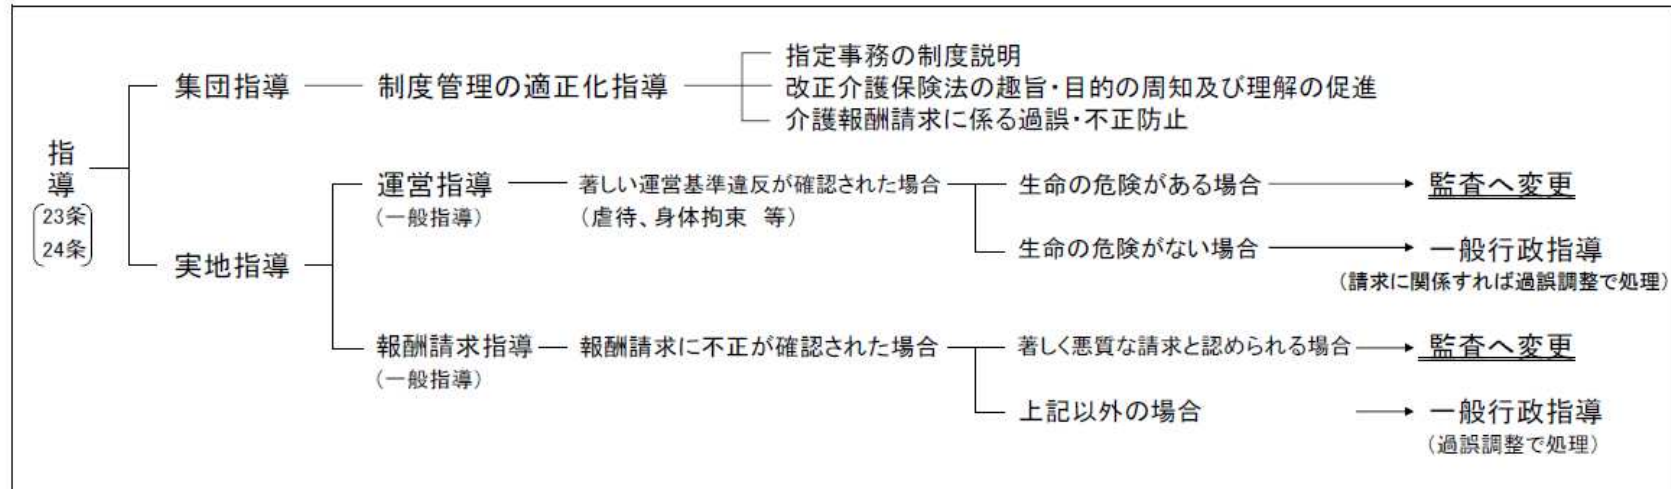 指導
23条
24条
集団指導
制度管理の適正化指導
指定事務の制度説明
改正介護保険法の趣旨・目的の周知及び理解の促進
介護報酬請求に係る過誤・不正防止
実地指導
運営指導
(一般指導)
著しい運営基準違反が確認された場合
(虐待、身体拘束 等)
生命の危険がある場合
監査へ変更
生命の危険がない場合
一般行政指導
(請求に関係すれば過誤調整で処理)
報酬請求指導
(一般指導)
報酬請求に不正が確認された場合
著しく悪質な請求と認められる場合
監査へ変更
上記以外の場合
一般行政指導
(過誤調整で処理)